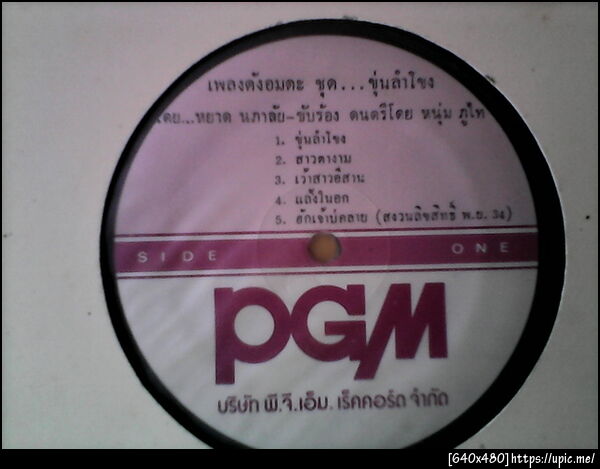 เพลงดังอมตะ ชุด...ขุ่นลำโขง
โดย...หยาด นภาลัย-ขับร้อง ดนตรีโดย หนุ่ม ภูไท
1. ขุ่นลำโขง
2. สาวตางาม
3. เว้าสาวอีสาน
4. แล้งในอก
5. ฮักเจ้าบ่คลาย (สงวนลิขสิทธิ์ พ.ย. 34)
SIDE ONE
PGM
บริษัท พี.จี.เอ็ม. เร็คคอร์ด จำกัด
[640x480]https://upic.me/